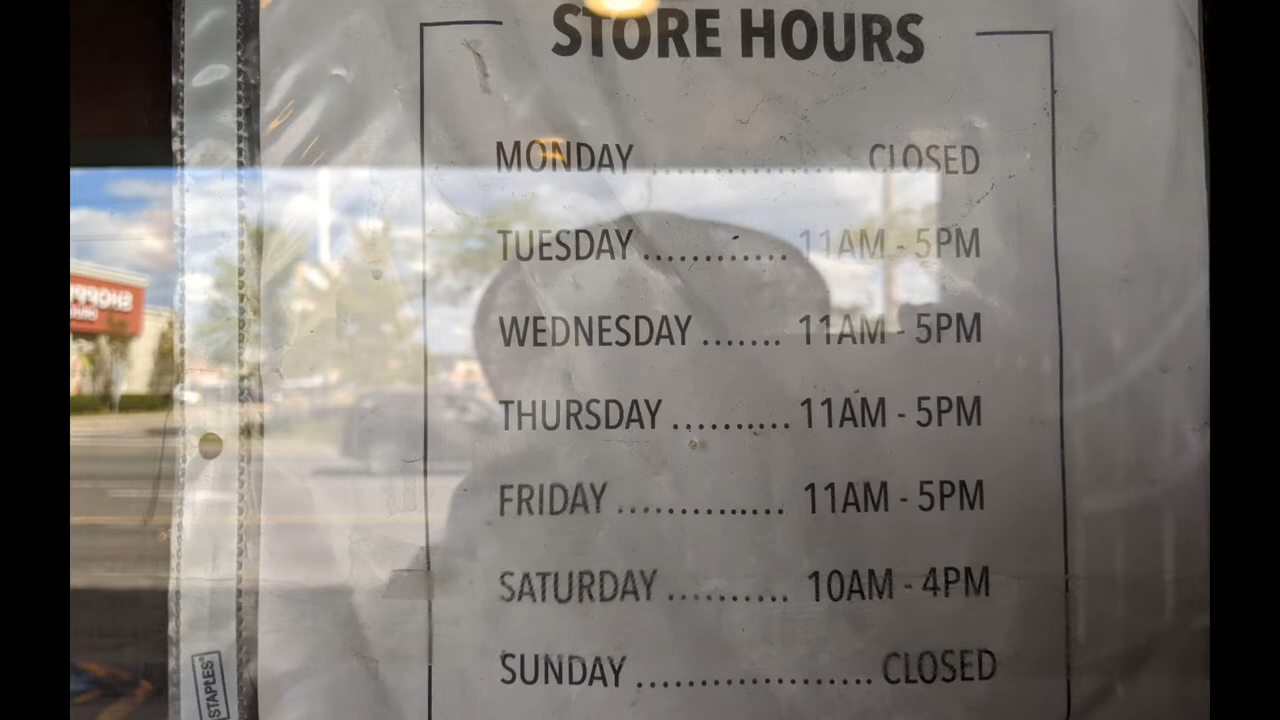 STORE HOURS
MONDAY ................ CLOSED
TUESDAY ............ 11AM - 5PM
WEDNESDAY ....... 11AM - 5PM
THURSDAY .......... 11AM - 5PM
FRIDAY .............. 11AM - 5PM
SATURDAY .......... 10AM - 4PM
SUNDAY ................... CLOSED
STAPLES